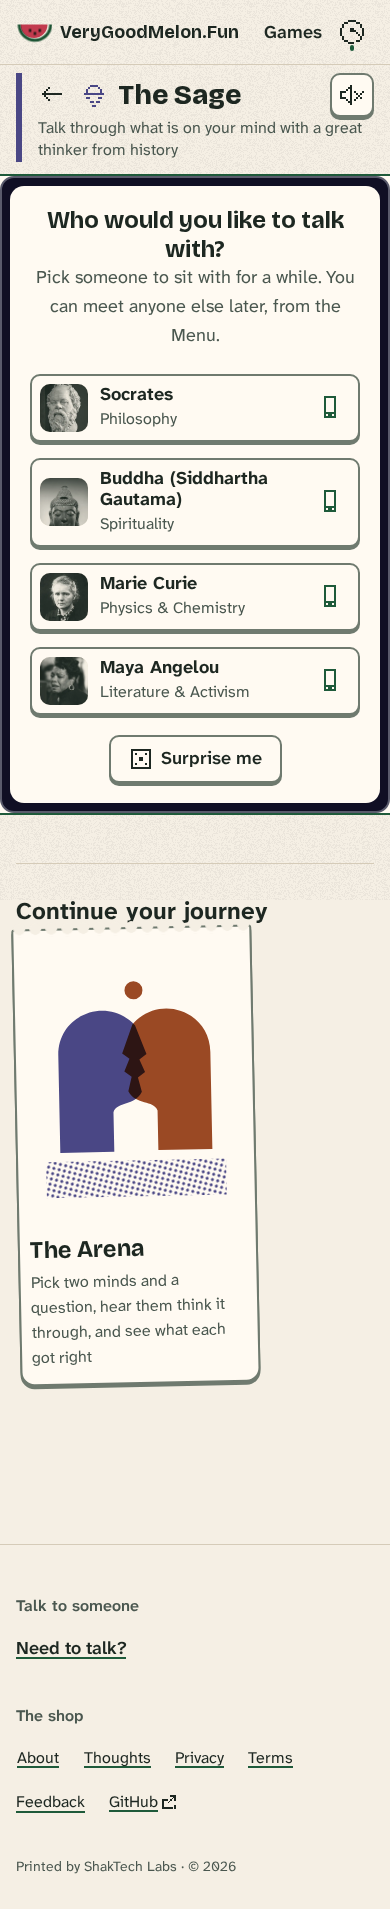 VeryGoodMelon.Fun Games
The Sage
Talk through what is on your mind with a great
thinker from history
Who would you like to talk
with?
Pick someone to sit with for a while. You
can meet anyone else later, from the
Menu.
Socrates
Philosophy
Buddha (Siddhartha
Gautama)
Spirituality
Marie Curie
Physics & Chemistry
Maya Angelou
Literature & Activism
Surprise me
Continue your journey
The Arena
Pick two minds and a
question, hear them think it
through, and see what each
got right
Talk to someone
Need to talk?
The shop
About Thoughts Privacy Terms
Feedback GitHub
Printed by ShakTech Labs · © 2026